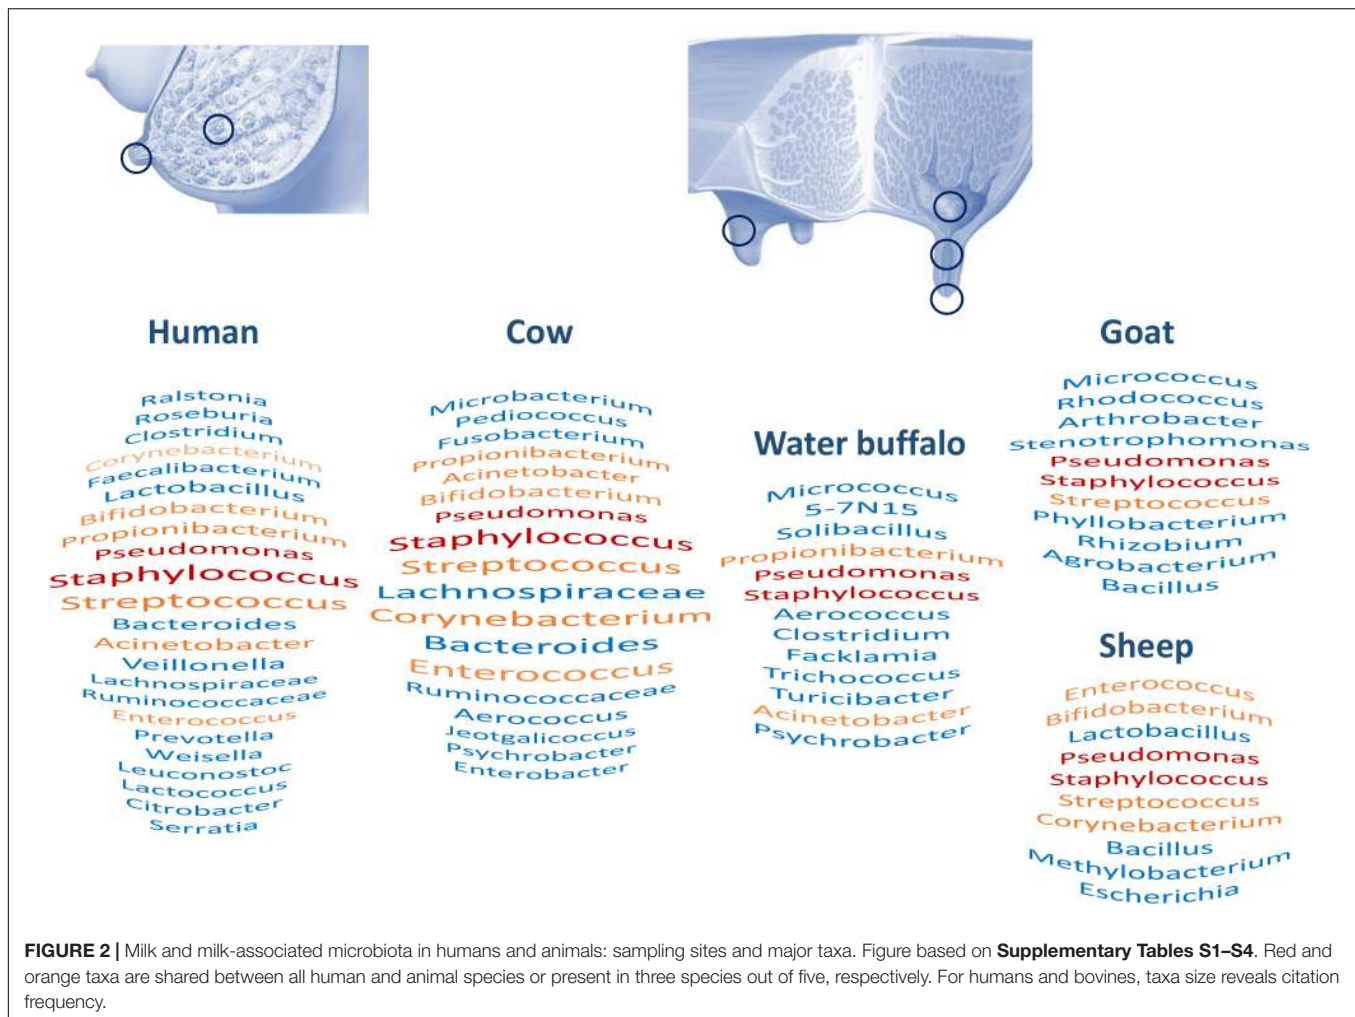 Human
Ralstonia
Roseburia
Clostridium
Corynebacterium
Faecalibacterium
Lactobacillus
Bifidobacterium
Propionibacterium
Pseudomonas
Staphylococcus
Streptococcus
Bacteroides
Acinetobacter
Veillonella
Lachnospiraceae
Ruminococcaceae
Enterococcus
Prevotella
Weisella
Leuconostoc
Lactococcus
Citrobacter
Serratia
Cow
Microbacterium
Pediococcus
Fusobacterium
Propionibacterium
Acinetobacter
Bifidobacterium
Pseudomonas
Staphylococcus
Streptococcus
Lachnospiraceae
Corynebacterium
Bacteroides
Enterococcus
Ruminococcaceae
Aerococcus
Jeotgalicoccus
Psychrobacter
Enterobacter
Water buffalo
Micrococcus
5-7N15
Solibacillus
Propionibacterium
Pseudomonas
Staphylococcus
Aerococcus
Clostridium
Facklamia
Trichococcus
Turicibacter
Acinetobacter
Psychrobacter
Goat
Micrococcus
Rhodococcus
Arthrobacter
Stenotrophomonas
Pseudomonas
Staphylococcus
Streptococcus
Phyllobacterium
Rhizobium
Agrobacterium
Bacillus
Sheep
Enterococcus
Bifidobacterium
Lactobacillus
Pseudomonas
Staphylococcus
Streptococcus
Corynebacterium
Bacillus
Methylobacterium
Escherichia
FIGURE 2 | Milk and milk-associated microbiota in humans and animals: sampling sites and major taxa. Figure based on Supplementary Tables S1–S4. Red and
orange taxa are shared between all human and animal species or present in three species out of five, respectively. For humans and bovines, taxa size reveals citation
frequency.